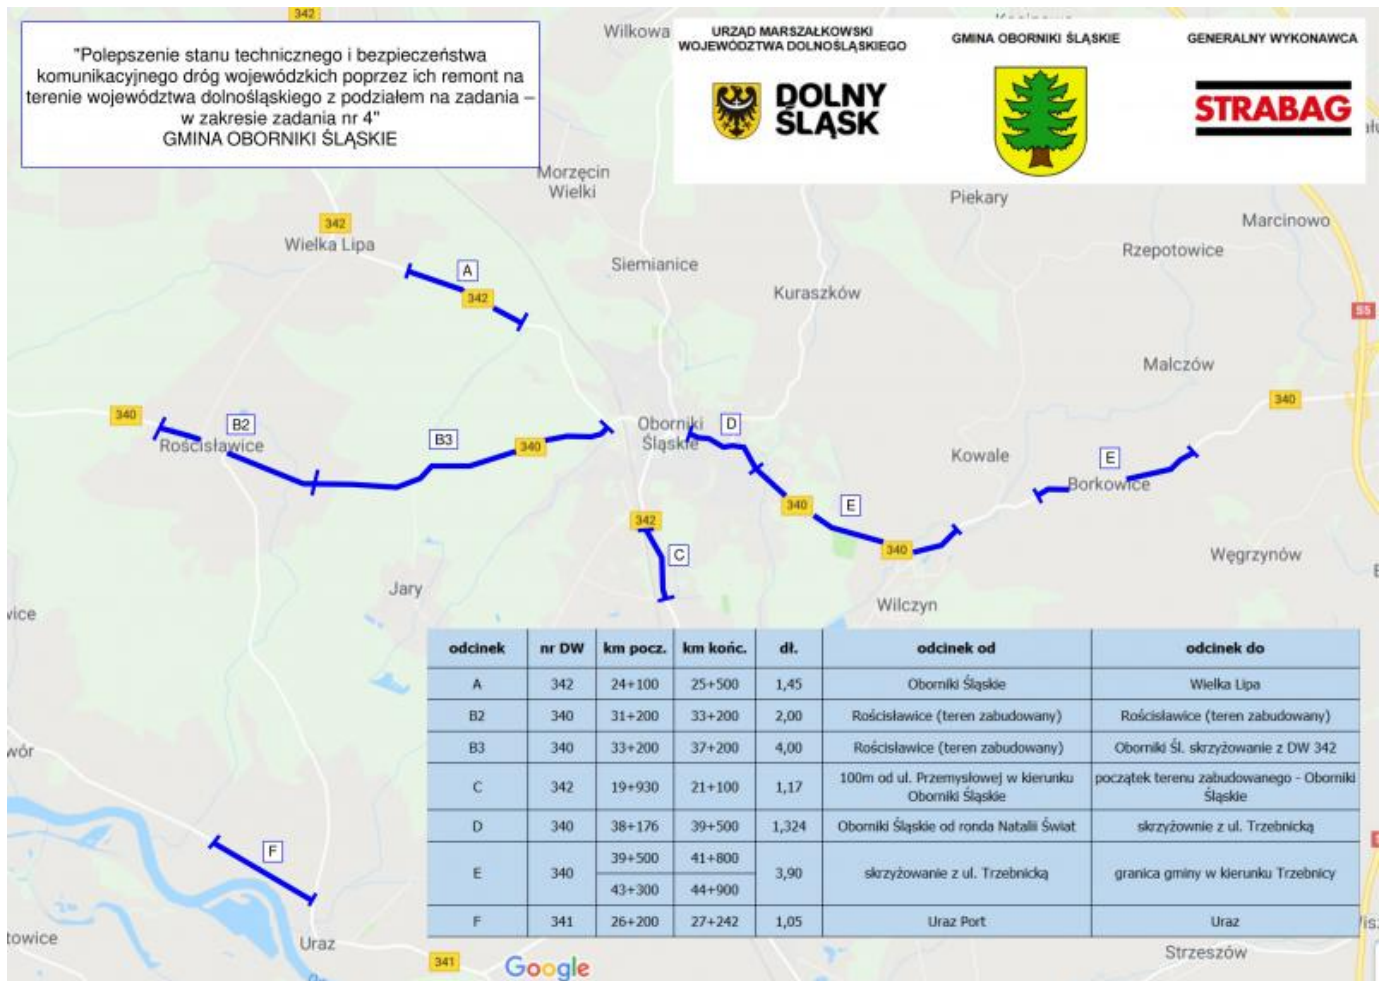 342
"Polepszenie stanu technicznego i bezpieczeństwa
komunikacyjnego dróg wojewódzkich poprzez ich remont na
terenie województwa dolnośląskiego z podziałem na zadania –
w zakresie zadania nr 4"
GMINA OBORNIKI ŚLĄSKIE
Wilkowa
URZĄD MARSZAŁKOWSKI
WOJEWÓDZTWA DOLNOŚLĄSKIEGO
DOLNY
ŚLĄSK
GMINA OBORNIKI ŚLĄSKIE
GENERALNY WYKONAWCA
STRABAG
Morzęcin
Wielki
Piekary
Marcinowo
342
Wielka Lipa
Rzepotowice
Siemianice
A
342
Kuraszków
S5
Malczów
340
340
B2
B3
Rościsławice
340
Oborniki
Śląskie
D
Kowale
E
Borkowice
340
E
342
340
C
Węgrzynów
Jary
Wilczyn
odcinek nr DW km pocz. km końc. dł. odcinek od odcinek do
A 342 24+100 25+500 1,45 Oborniki Śląskie Wielka Lipa
B2 340 31+200 33+200 2,00 Rościsławice (teren zabudowany) Rościsławice (teren zabudowany)
B3 340 33+200 37+200 4,00 Rościsławice (teren zabudowany) Oborniki Śl. skrzyżowanie z DW 342
C 342 19+930 21+100 1,17 100m od ul. Przemysłowej w kierunku Oborniki Śląskie początek terenu zabudowanego - Oborniki Śląskie
D 340 38+176 39+500 1,324 Oborniki Śląskie od ronda Natalii Świat skrzyżownie z ul. Trzebnicką
E 340 39+500 41+800 3,90 skrzyżowanie z ul. Trzebnicką granica gminy w kierunku Trzebnicy
43+300 44+900
F 341 26+200 27+242 1,05 Uraz Port Uraz
F
Uraz
341
Google
Strzeszów